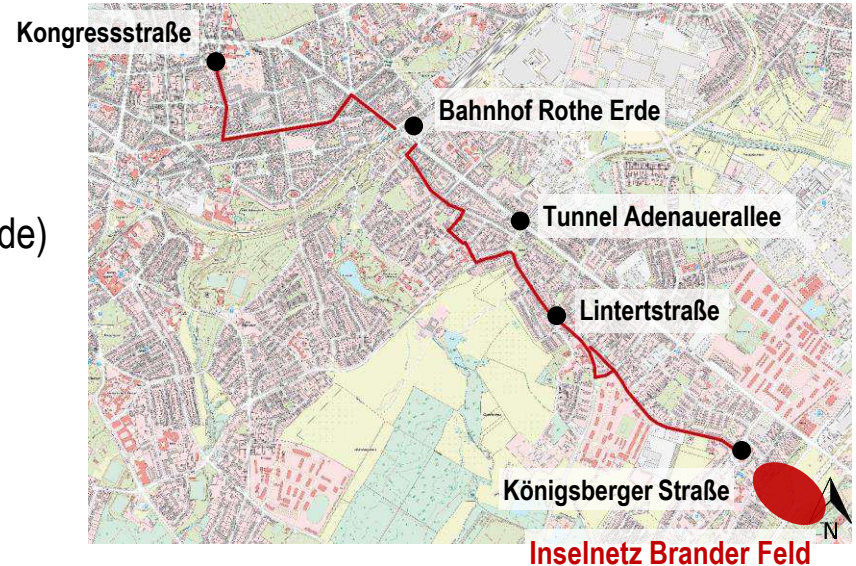 Kongressstraße
Bahnhof Rothe Erde
de)
Tunnel Adenauerallee
Lintertstraße
Königsberger Straße
N
Inselnetz Brander Feld